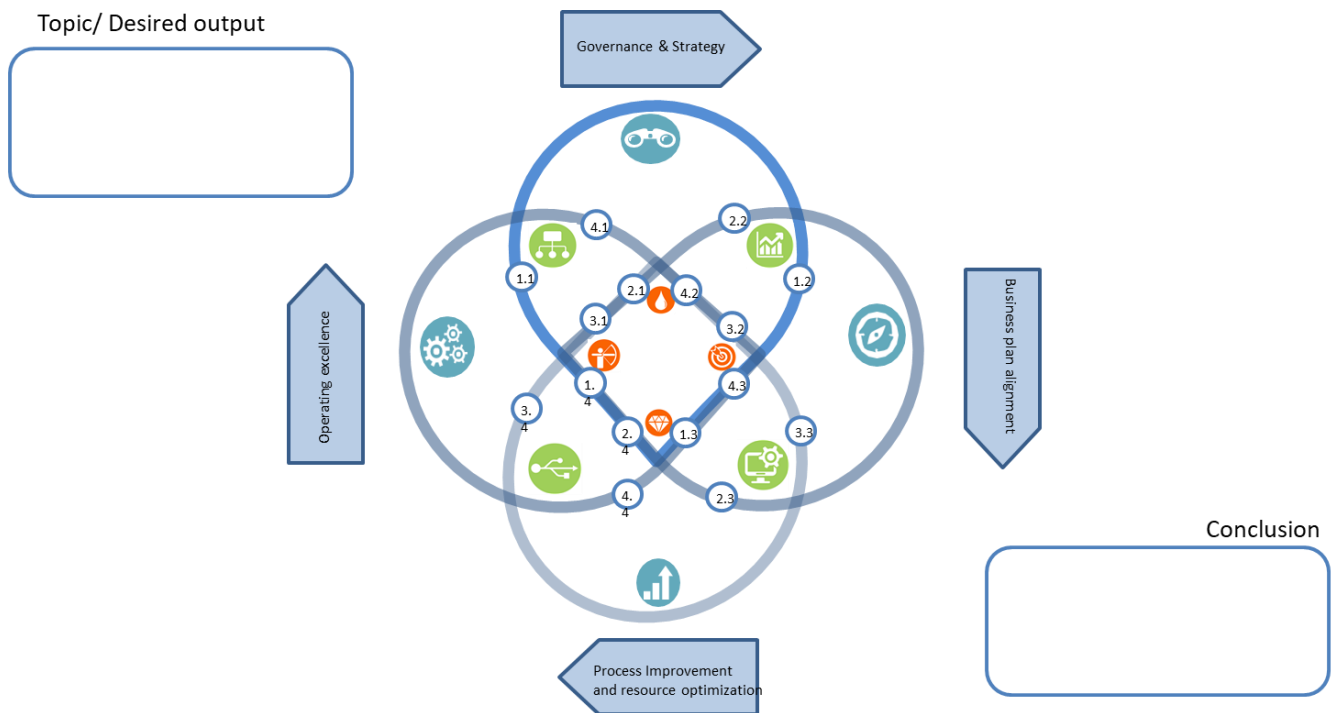 Topic/ Desired output
Governance & Strategy
4.1
2.2
1.1
1.2
2.1
4.2
3.1
3.2
Operating excellence
Business plan alignment
1.
4
4.3
3.
4
2.
4
1.3
3.3
4.
4
2.3
Conclusion
Process Improvement
and resource optimization